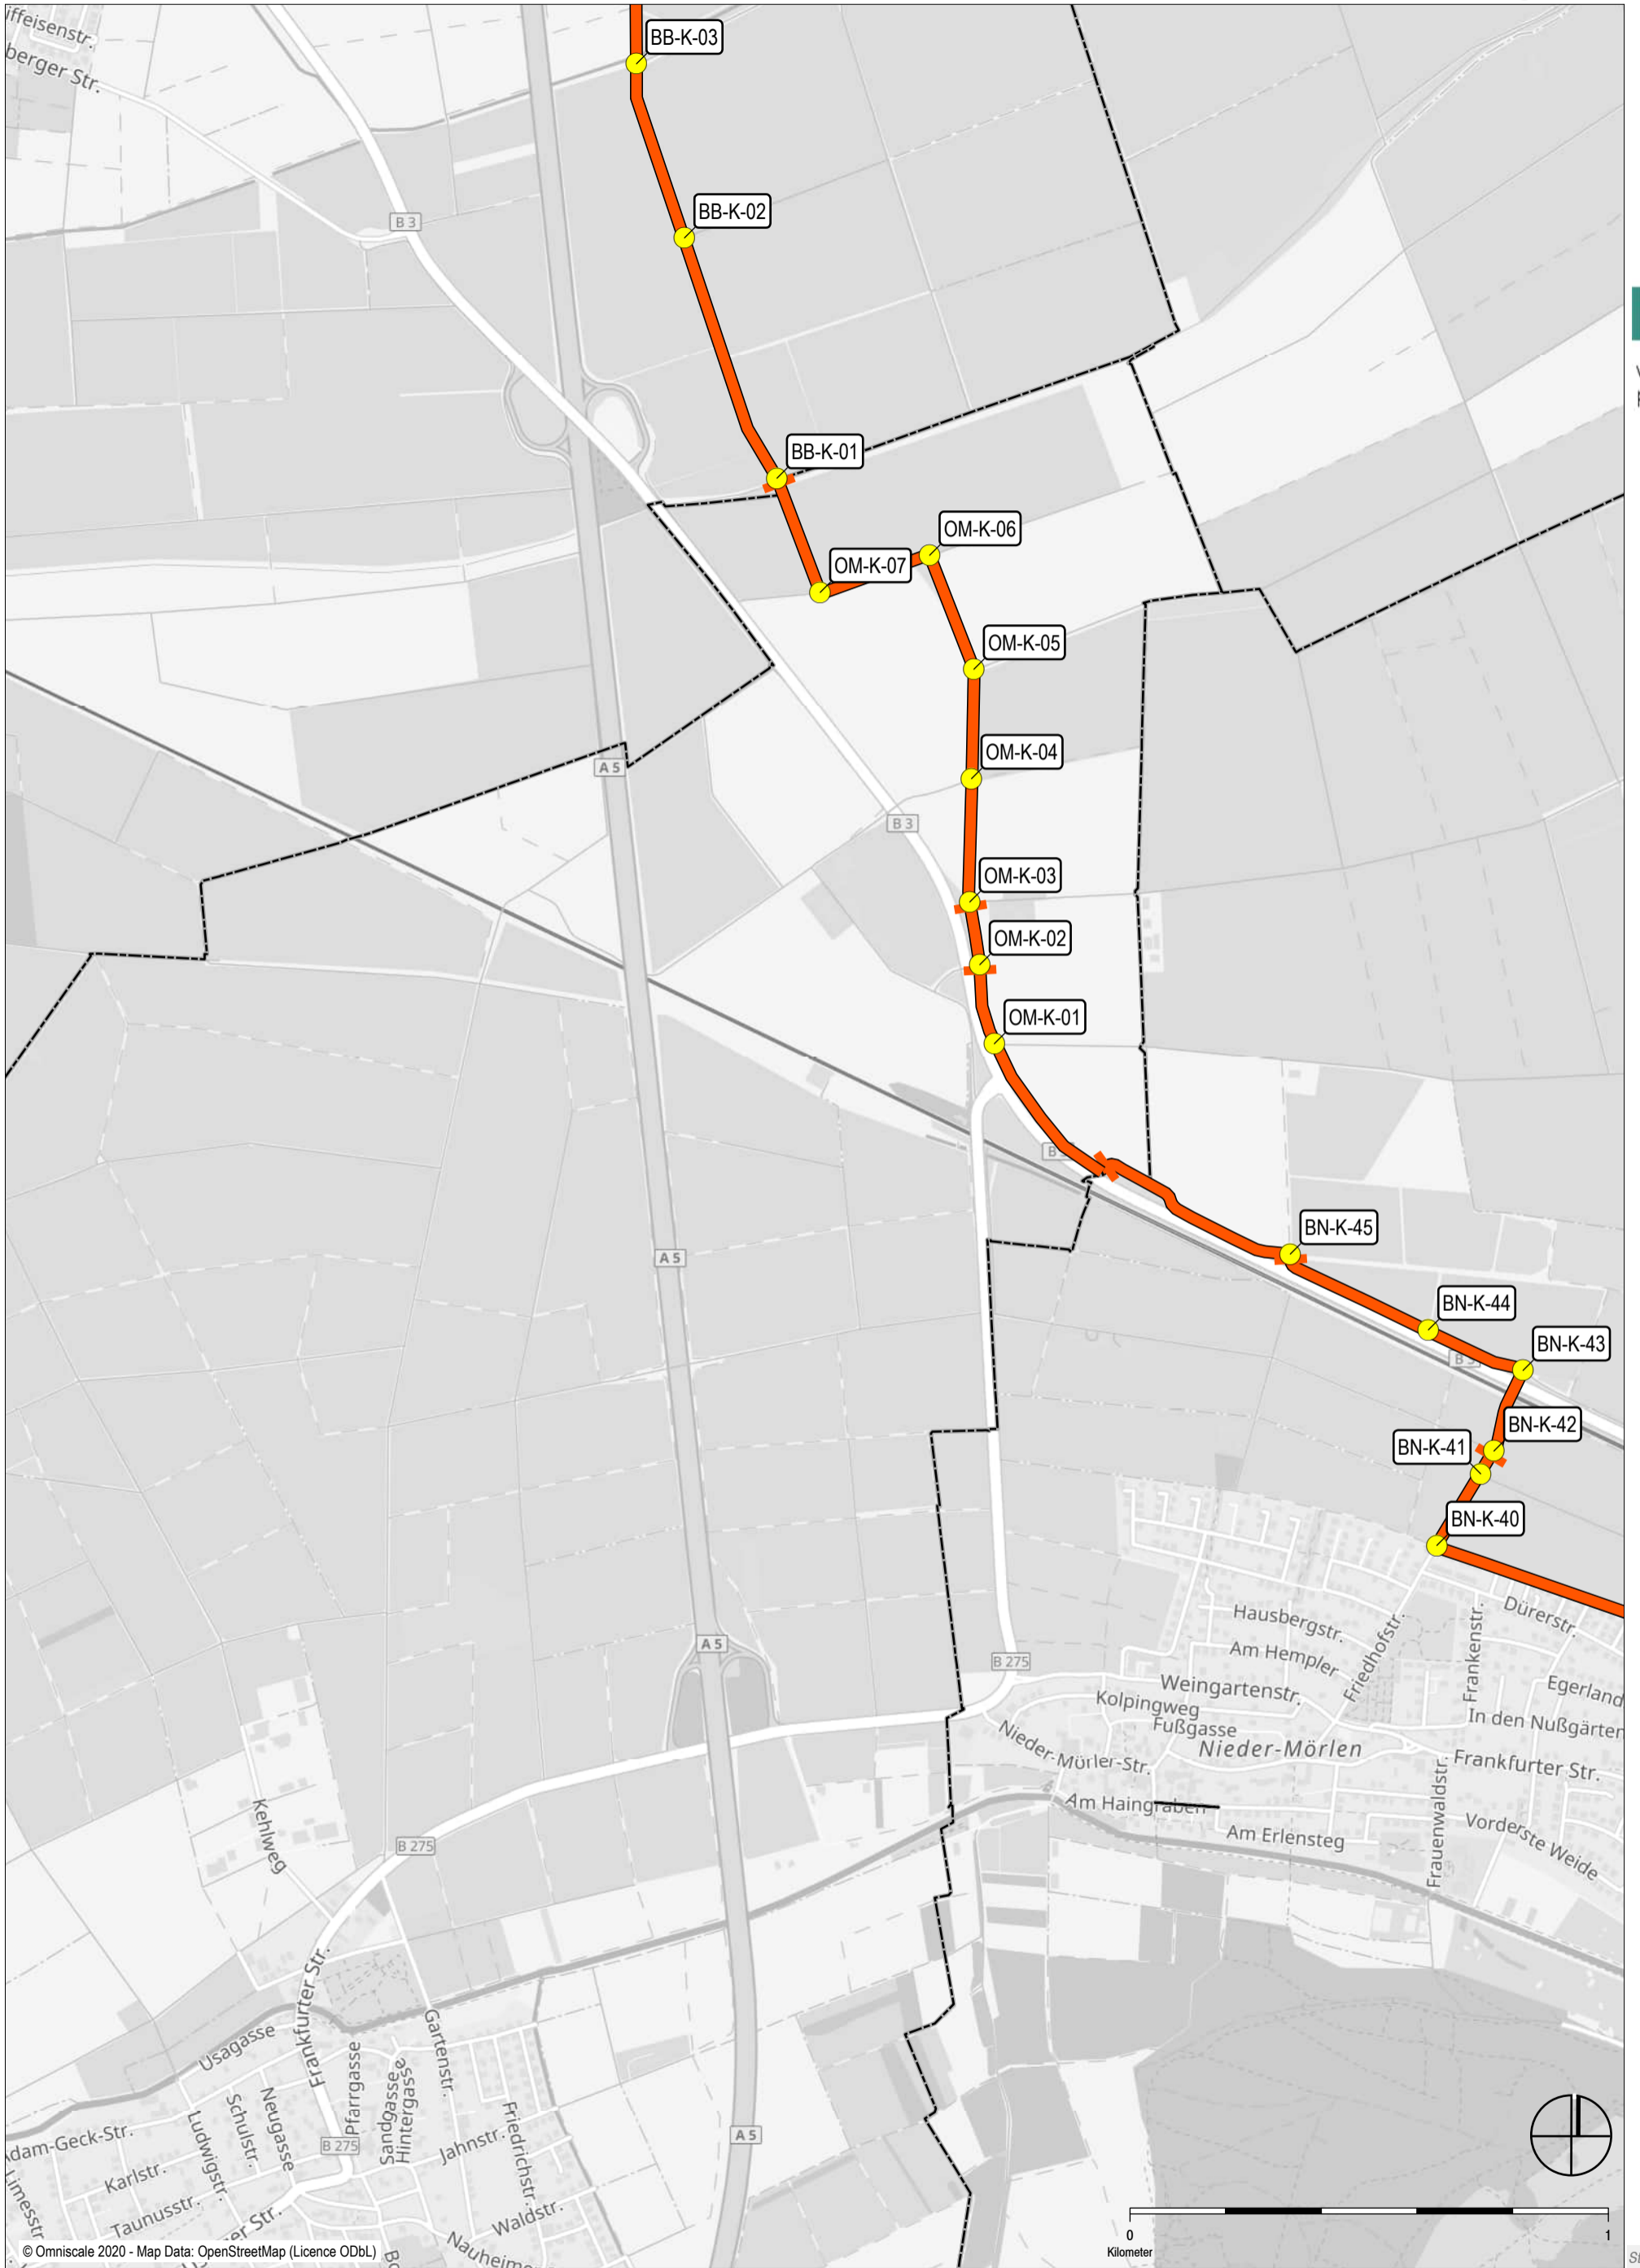 BB-K-03
berger Str.
BB-K-02
B 3
BB-K-01
OM-K-06
OM-K-07
OM-K-05
OM-K-04
A 5
B 3
OM-K-03
OM-K-02
OM-K-01
BN-K-45
A 5
BN-K-44
BN-K-43
BN-K-42
BN-K-41
BN-K-40
Dürerstr.
Hausbergstr.
Friedhofstr.
Frankenstr.
A 5
Am Hempler
B 275
Weingartenstr.
Egerland
Kolpingweg
Fußgasse
In den Nußgärten
Nieder-Mörler-Str.
Nieder-Mörlen
Frankfurter Str.
Am Haingraben
Frauenwaldstr.
Am Erlensteg
Vorderste Weide
Kehlweg
B 275
Frankfurter Str.
Usagasse
Gartenstr.
Pfarrgasse
Sandgasse
Hintergasse
Neugasse
Schulstr.
Ludwigstr.
Adam-Geck-Str.
Jahnstr.
Friedrichstr.
A 5
B 275
Karlstr.
Limesstr.
Taunusstr.
Waldstr.
0
1
Kilometer
© Omniscale 2020 - Map Data: OpenStreetMap (Licence ODbL)